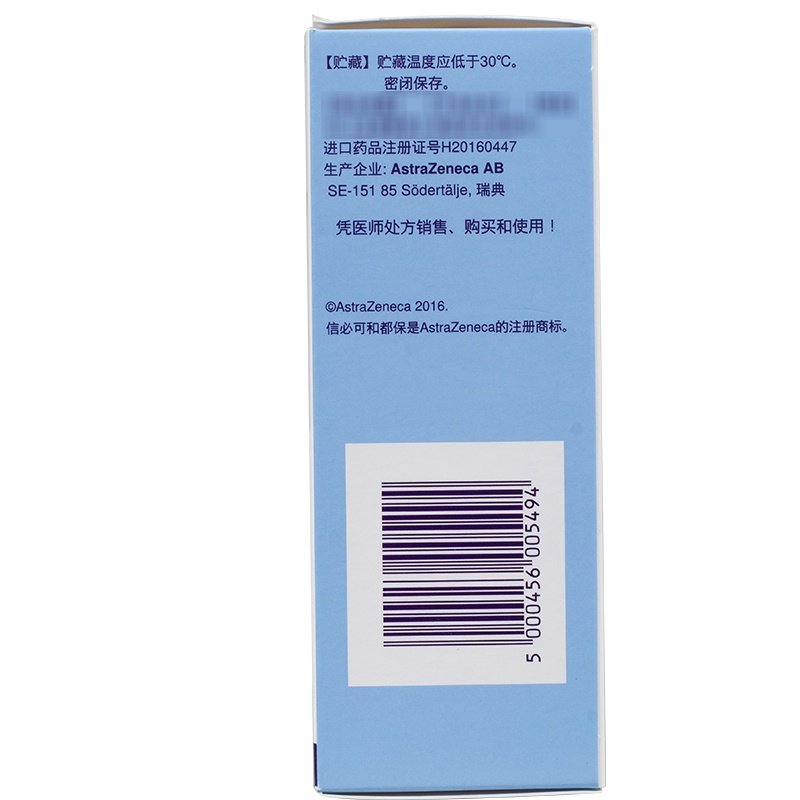 【贮藏】贮藏温度应低于30℃。
密闭保存。
进口药品注册证号H20160447
生产企业: AstraZeneca AB
SE-151 85 Södertälje, 瑞典
凭医师处方销售、购买和使用！
©AstraZeneca 2016.
信必可和都保是AstraZeneca的注册商标。
5 000456 005494